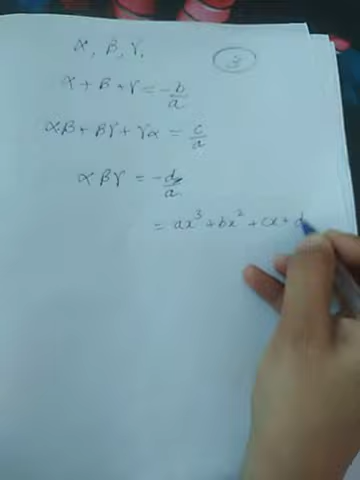 α, β, γ,
3
α + β + γ = -b/a
αβ + βγ + γα = c/a
αβγ = -d/a
= ax³ + bx² + cx + d